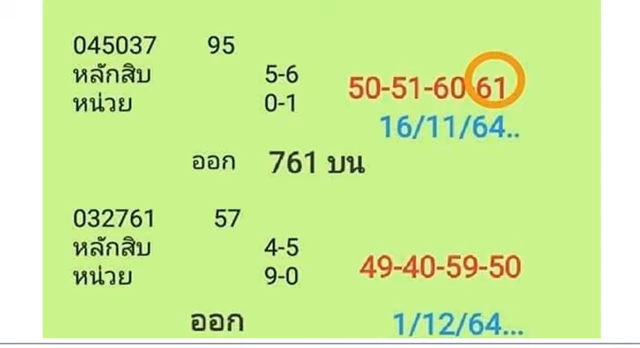 045037 95
หลักสิบ 5-6
หน่วย 0-1
50-51-60-61
16/11/64..
ออก 761 บน
032761 57
หลักสิบ 4-5
หน่วย 9-0
49-40-59-50
ออก 1/12/64...